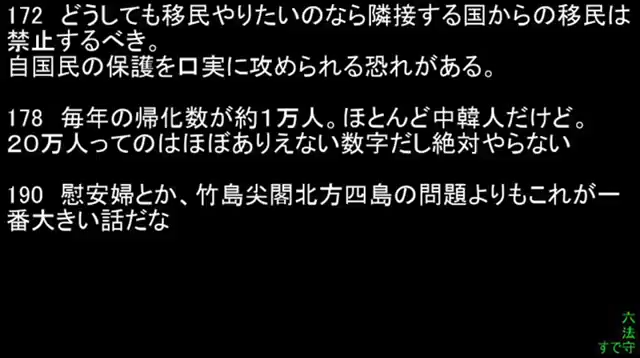 172　どうしても移民やりたいのなら隣接する国からの移民は
禁止するべき。
自国民の保護を口実に攻められる恐れがある。
178　毎年の帰化数が約１万人。ほとんど中韓人だけど。
２０万人ってのはほぼありえない数字だし絶対やらない
190　慰安婦とか、竹島尖閣北方四島の問題よりもこれが一
番大きい話だな
六
法
すで守